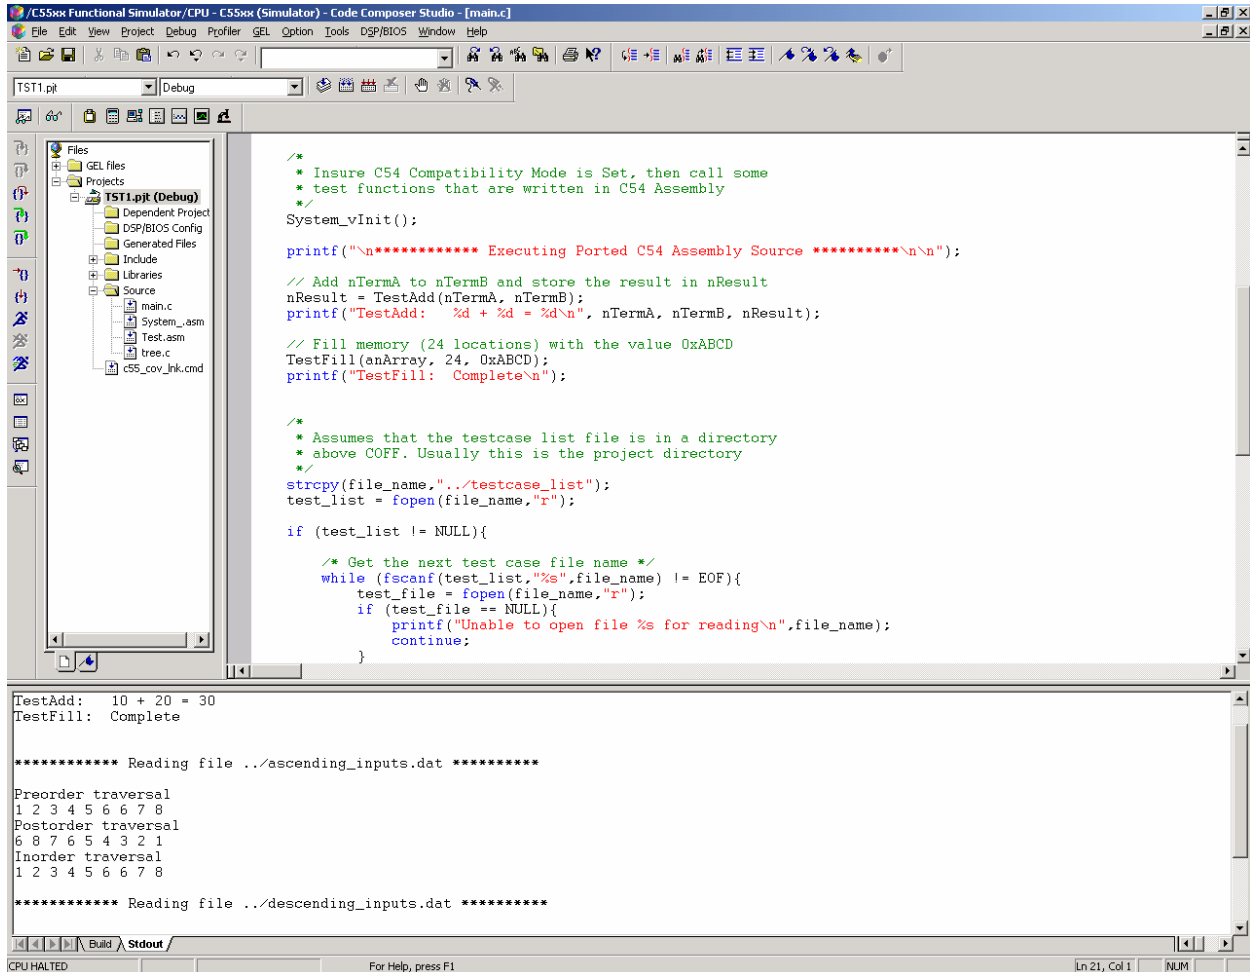 /C55xx Functional Simulator/CPU - C55xx (Simulator) - Code Composer Studio - [main.c]
File Edit View Project Debug Profiler GEL Option Tools DSP/BIOS Window Help
TST1.pjt Debug
Files
GEL files
Projects
TST1.pjt (Debug)
Dependent Project
DSP/BIOS Config
Generated Files
Include
Libraries
Source
main.c
System_.asm
Test.asm
tree.c
c55_cov_lnk.cmd
/*
* Insure C54 Compatibility Mode is Set, then call some
* test functions that are written in C54 Assembly
*/
System_vInit();
printf("\n************ Executing Ported C54 Assembly Source **********\n\n");
// Add nTermA to nTermB and store the result in nResult
nResult = TestAdd(nTermA, nTermB);
printf("TestAdd:   %d + %d = %d\n", nTermA, nTermB, nResult);
// Fill memory (24 locations) with the value 0xABCD
TestFill(anArray, 24, 0xABCD);
printf("TestFill:  Complete\n");
/*
* Assumes that the testcase list file is in a directory
* above COFF. Usually this is the project directory
*/
strcpy(file_name,"../testcase_list");
test_list = fopen(file_name,"r");
if (test_list != NULL){
/* Get the next test case file name */
while (fscanf(test_list,"%s",file_name) != EOF){
test_file = fopen(file_name,"r");
if (test_file == NULL){
printf("Unable to open file %s for reading\n",file_name);
continue;
}
TestAdd:   10 + 20 = 30
TestFill:  Complete
************ Reading file ../ascending_inputs.dat **********
Preorder traversal
1 2 3 4 5 6 6 7 8
Postorder traversal
6 8 7 6 5 4 3 2 1
Inorder traversal
1 2 3 4 5 6 6 7 8
************ Reading file ../descending_inputs.dat **********
Build Stdout
CPU HALTED For Help, press F1 Ln 21, Col 1 NUM